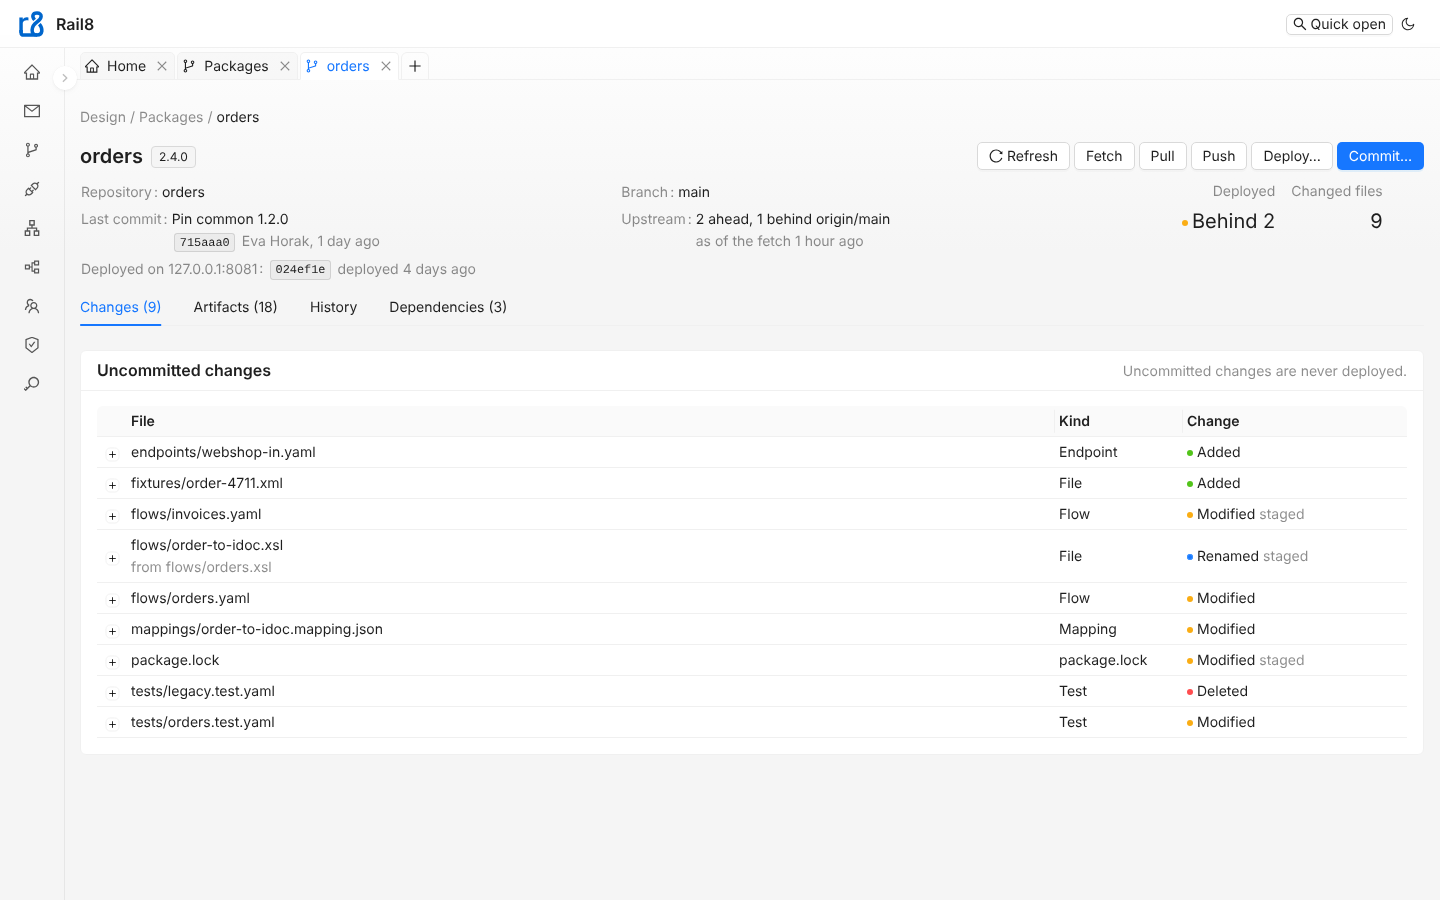 r8 Rail8
Quick open
Home
Packages
orders
Design / Packages / orders
orders 2.4.0
Refresh
Fetch
Pull
Push
Deploy...
Commit...
Repository: orders
Branch: main
Deployed
Changed files
Last commit: Pin common 1.2.0
Upstream: 2 ahead, 1 behind origin/main
Behind 2
9
715aaa0 Eva Horak, 1 day ago
as of the fetch 1 hour ago
Deployed on 127.0.0.1:8081: 024ef1e deployed 4 days ago
Changes (9)
Artifacts (18)
History
Dependencies (3)
Uncommitted changes
Uncommitted changes are never deployed.
File Kind Change
endpoints/webshop-in.yaml Endpoint Added
fixtures/order-4711.xml File Added
flows/invoices.yaml Flow Modified staged
flows/order-to-idoc.xsl
from flows/orders.xsl
File Renamed staged
flows/orders.yaml Flow Modified
mappings/order-to-idoc.mapping.json Mapping Modified
package.lock package.lock Modified staged
tests/legacy.test.yaml Test Deleted
tests/orders.test.yaml Test Modified